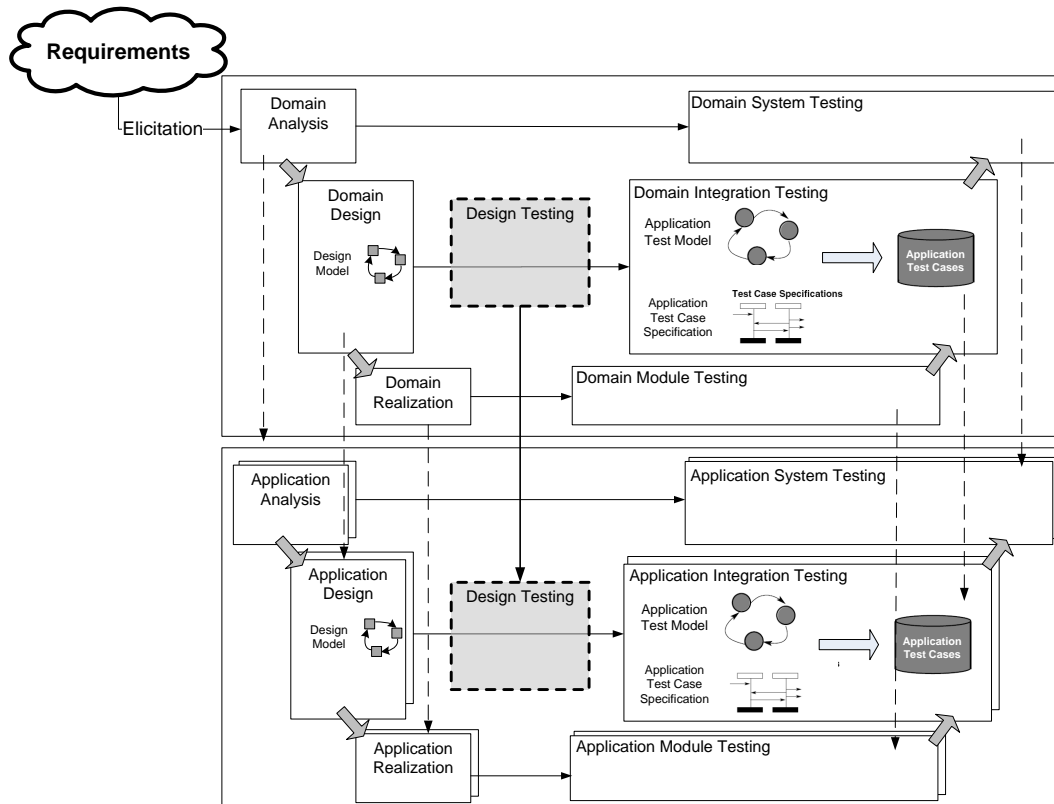 Requirements
Elicitation
Domain
Analysis
Domain System Testing
Domain
Design
Design
Model
Design Testing
Domain Integration Testing
Application
Test Model
Application
Test Cases
Test Case Specifications
Application
Test Case
Specification
Domain
Realization
Domain Module Testing
Application
Analysis
Application System Testing
Application
Design
Design
Model
Design Testing
Application Integration Testing
Application
Test Model
Application
Test Cases
Application
Test Case
Specification
Application
Realization
Application Module Testing